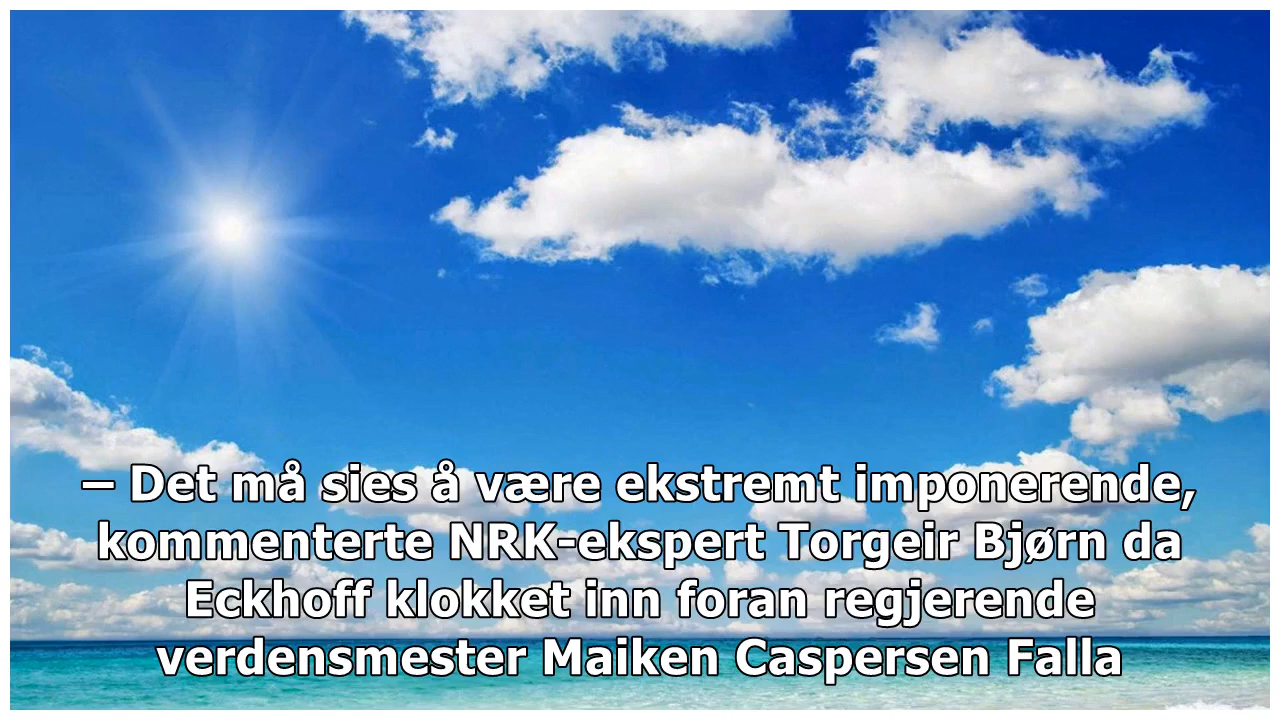 – Det må sies å være ekstremt imponerende,
kommenterte NRK-ekspert Torgeir Bjørn da
Eckhoff klokket inn foran regjerende
verdensmester Maiken Caspersen Falla